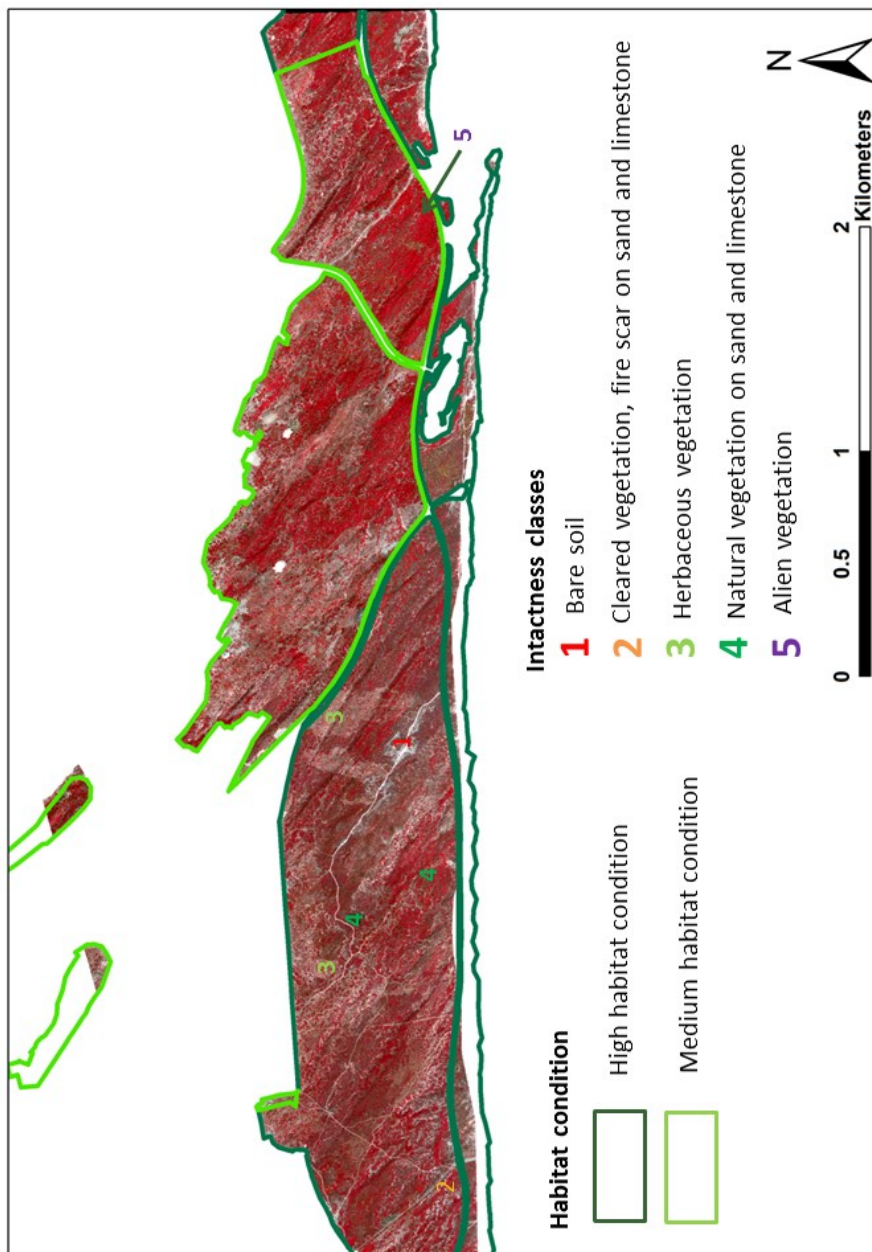 5
3
1
4
4
3
2
Habitat condition
High habitat condition
Medium habitat condition
Intactness classes
1 Bare soil
2 Cleared vegetation, fire scar on sand and limestone
3 Herbaceous vegetation
4 Natural vegetation on sand and limestone
5 Alien vegetation
N
0 0.5 1 2
Kilometers